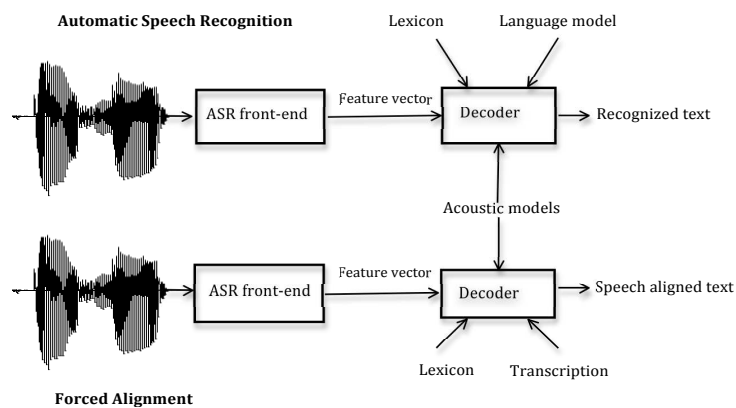 Automatic Speech Recognition
Lexicon
Language model
ASR front-end
Feature vector
Decoder
Recognized text
Acoustic models
ASR front-end
Feature vector
Decoder
Speech aligned text
Lexicon
Transcription
Forced Alignment